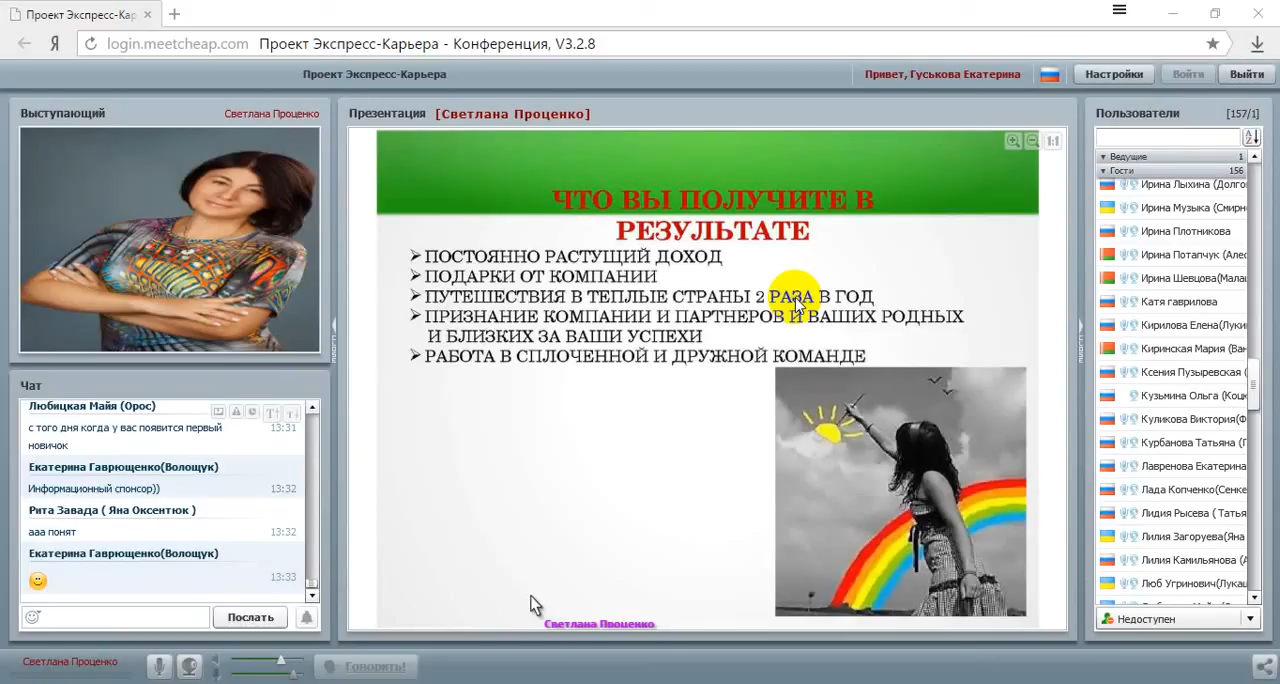 Проект Экспресс-Кар
login.meetcheap.com Проект Экспресс-Карьера - Конференция, V3.2.8
Проект Экспресс-Карьера
Привет, Гуськова Екатерина
Настройки
Войти
Выйти
Выступающий
Светлана Проценко
Чат
Любицкая Майя (Орос)
с того дня когда у вас появится первый 13:31
новичок
Екатерина Гаврющенко(Волощук)
Информационный спонсор)) 13:32
Рита Завада ( Яна Оксентюк )
ааа понят 13:32
Екатерина Гаврющенко(Волощук)
13:33
Послать
Презентация [Светлана Проценко]
1:1
ЧТО ВЫ ПОЛУЧИТЕ В
РЕЗУЛЬТАТЕ
ПОСТОЯННО РАСТУЩИЙ ДОХОД
ПОДАРКИ ОТ КОМПАНИИ
ПУТЕШЕСТВИЯ В ТЕПЛЫЕ СТРАНЫ 2 РАЗА В ГОД
ПРИЗНАНИЕ КОМПАНИИ И ПАРТНЕРОВ И ВАШИХ РОДНЫХ
И БЛИЗКИХ ЗА ВАШИ УСПЕХИ
РАБОТА В СПЛОЧЕННОЙ И ДРУЖНОЙ КОМАНДЕ
Светлана Проценко
Пользователи [157/1]
Ведущие 1
Гости 156
Ирина Лыхина (Долго
Ирина Музыка (Смирн
Ирина Плотникова
Ирина Потапчук (Алес
Ирина Шевцова(Малаш
Катя гаврилова
Кирилова Елена(Луки
Киринская Мария (Ван
Ксения Пузыревская (
Кузьмина Ольга (Коцю
Куликова Виктория(Ф
Курбанова Татьяна (Г
Лавренова Екатерина
Лада Копченко(Сенке
Лидия Рысева ( Татья
Лилия Загоруева(Яна
Лилия Камильянова (А
Люб Угринович(Лукаш
Недоступен
Светлана Проценко
Говорить!